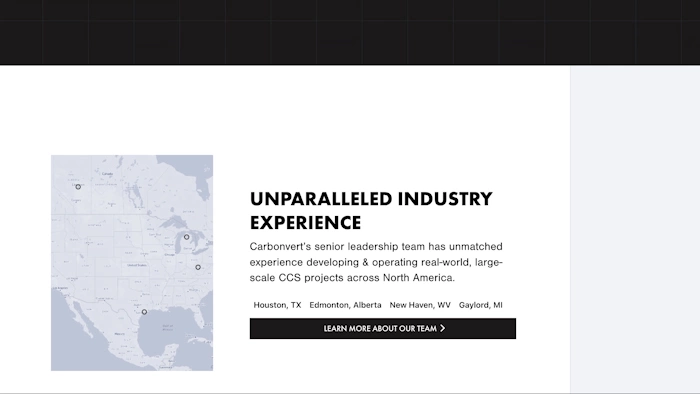 UNPARALLELED INDUSTRY
EXPERIENCE
Carbonvert's senior leadership team has unmatched
experience developing & operating real-world, large-
scale CCS projects across North America.
Houston, TX Edmonton, Alberta New Haven, WV Gaylord, MI
LEARN MORE ABOUT OUR TEAM